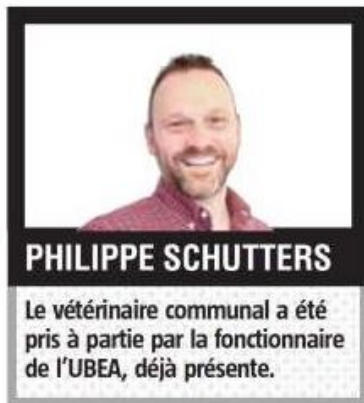 PHILIPPE SCHUTTERS
Le vétérinaire communal a été
pris à partie par la fonctionnaire
de l'UBEA, déjà présente.